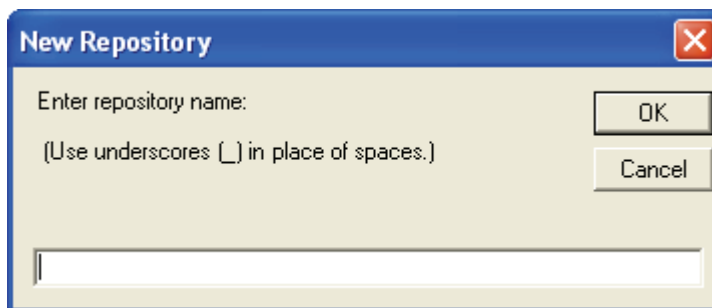 New Repository
Enter repository name:
OK
(Use underscores (_) in place of spaces.)
Cancel